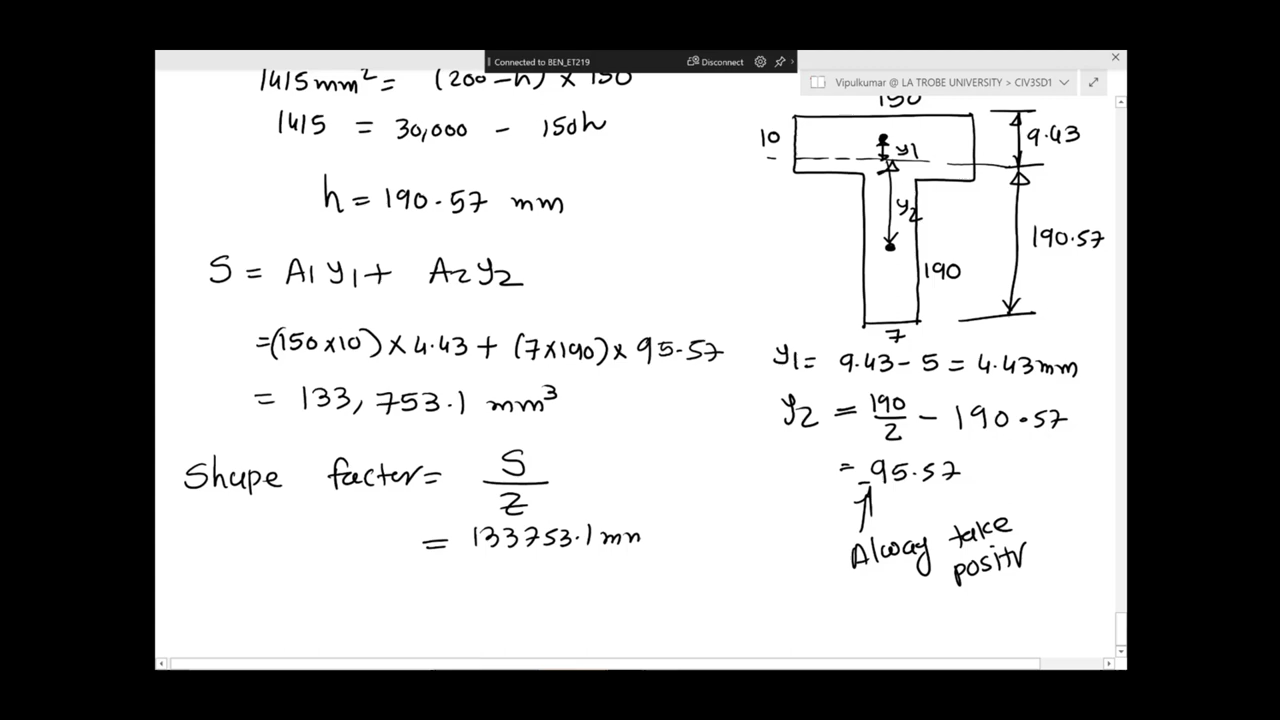 Connected to BEN_ET219
Disconnect
Vipulkumar @ LA TROBE UNIVERSITY > CIV3SD1
1415 mm² = (200 - h) × 150
1415 = 30,000 - 150h
h = 190.57 mm
S = A1 y1 + A2 y2
= (150×10) × 4.43 + (7×190) × 95.57
= 133,753.1 mm³
Shape factor = S/Z
= 133753.1 mm
150
10
y1
9.43
y2
190.57
190
7
y1 = 9.43 - 5 = 4.43mm
y2 = 190/2 - 190.57
= -95.57
Alway take
positv